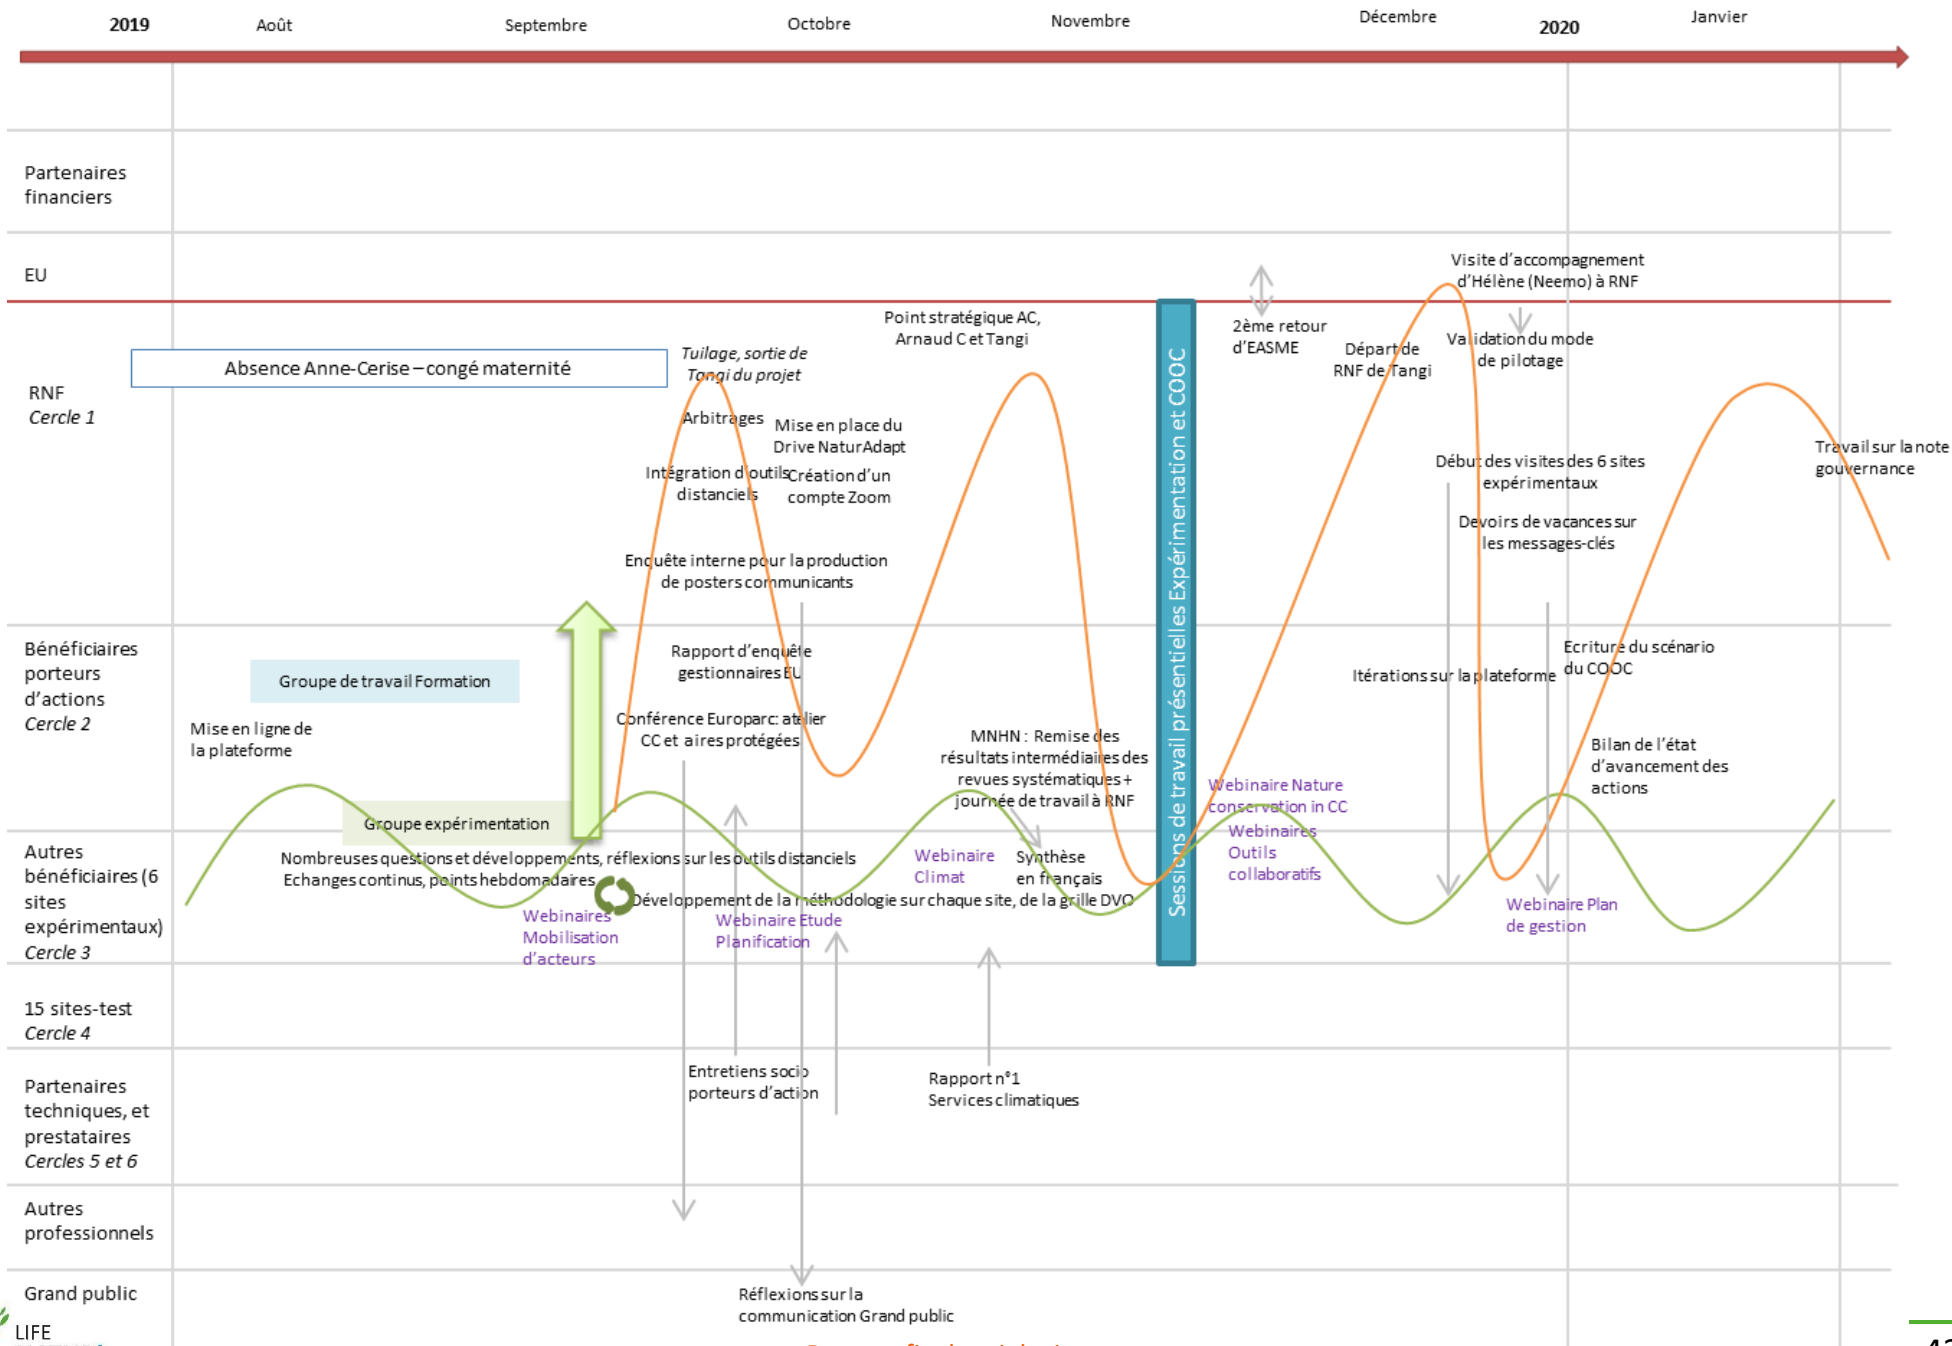 2019
Août
Septembre
Octobre
Novembre
Décembre
2020
Janvier
Partenaires
financiers
EU
Visite d'accompagnement
d'Hélène (Neemo) à RNF
RNF
Cercle 1
Absence Anne-Cerise – congé maternité
Tuilage, sortie de
Tangi du projet
Point stratégique AC,
Arnaud C et Tangi
2ème retour
d'EASME
Départ de
RNF de Tangi
Validation du mode
de pilotage
Arbitrages
Mise en place du
Drive NaturAdapt
Intégration d'outils
distanciels
Création d'un
compte Zoom
Enquête interne pour la production
de posters communicants
Sessions de travail présentielles Expérimentation et COOC
Début des visites des 6 sites
expérimentaux
Devoirs de vacances sur
les messages-clés
Travail sur la note
gouvernance
Bénéficiaires
porteurs
d'actions
Cercle 2
Groupe de travail Formation
Mise en ligne de
la plateforme
Rapport d'enquête
gestionnaires EU
Conférence Europarc: atelier
CC et aires protégées
MNHN : Remise des
résultats intermédiaires des
revues systématiques +
journée de travail à RNF
Itérations sur la plateforme
Ecriture du scénario
du COOC
Bilan de l'état
d'avancement des
actions
Webinaire Nature
conservation in CC
Webinaires
Outils
collaboratifs
Groupe expérimentation
Autres
bénéficiaires (6
sites
expérimentaux)
Cercle 3
Nombreuses questions et développements, réflexions sur les outils distanciels
Echanges continus, points hebdomadaires
Webinaire
Climat
Synthèse
en français
Développement de la méthodologie sur chaque site, de la grille DVO
Webinaires
Mobilisation
d'acteurs
Webinaire Etude
Planification
Webinaire Plan
de gestion
15 sites-test
Cercle 4
Partenaires
techniques, et
prestataires
Cercles 5 et 6
Entretiens socio
porteurs d'action
Rapport n°1
Services climatiques
Autres
professionnels
Grand public
Réflexions sur la
communication Grand public
LIFE